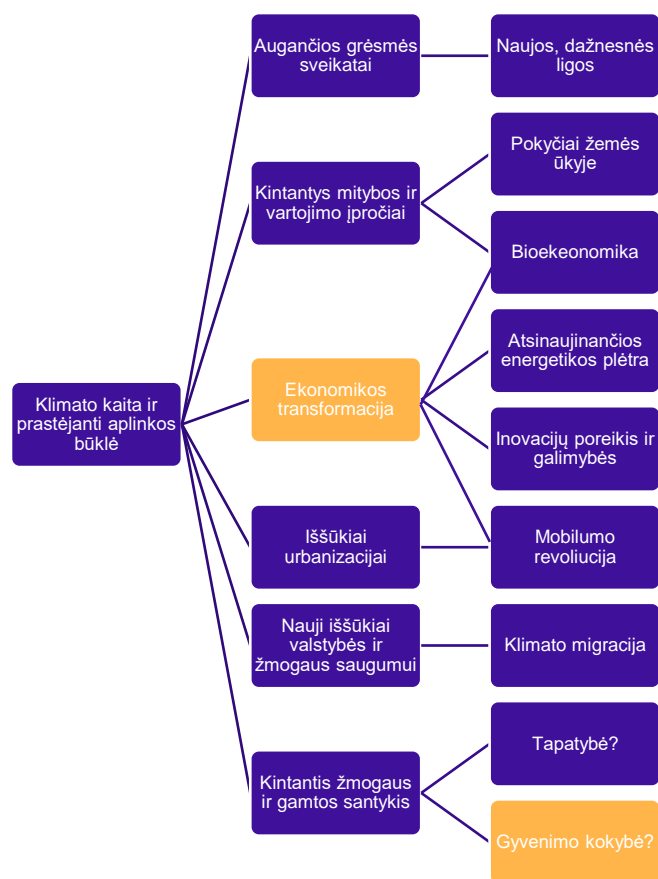 Augančios grėsmės
sveikatai
Naujos, dažnesnės
ligos
Pokyčiai žemės
ūkyje
Kintantys mitybos ir
vartojimo įpročiai
Bioekeonomika
Atsinaujinančios
energetikos plėtra
Ekonomikos
transformacija
Klimato kaita ir
prastėjanti aplinkos
būklė
Inovacijų poreikis ir
galimybės
Iššūkiai
urbanizacijai
Mobilumo
revoliucija
Nauji iššūkiai
valstybės ir
žmogaus saugumui
Klimato migracija
Tapatybė?
Kintantis žmogaus
ir gamtos santykis
Gyvenimo kokybė?